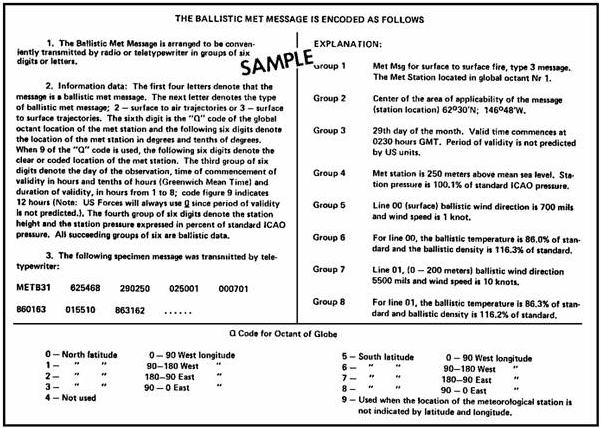 THE BALLISTIC MET MESSAGE IS ENCODED AS FOLLOWS
1. The Ballistic Met Message is arranged to be conven-
iently transmitted by radio or teletypewriter in groups of six
digits or letters.
2. Information data: The first four letters denote that the
message is a ballistic met message. The next letter denotes the
type of ballistic met message; 2 – surface to air trajectories or 3 – surface
to surface trajectories. The sixth digit is the "Q" code of the global
octant location of the met station and the following six digits denote
the location of the met station in degrees and tenths of degrees.
When 9 of the "Q" code is used, the following six digits denote the
clear or coded location of the met station. The third group of six
digits denote the day of the observation, time of commencement of
validity in hours and tenths of hours (Greenwich Mean Time) and
duration of validity, in hours from 1 to 8; code figure 9 indicates
12 hours (Note: US Forces will always use 0 since period of validity
is not predicted.). The fourth group of six digits denote the station
height and the station pressure expressed in percent of standard ICAO
pressure. All succeeding groups of six are ballistic data.
3. The following specimen message was transmitted by tele-
typewriter:
METB31 625468 290250 025001 000701
860163 015510 863162 ......
SAMPLE
EXPLANATION:
Group 1 Met Msg for surface to surface fire, type 3 message.
The Met Station located in global octant Nr 1.
Group 2 Center of the area of applicability of the message
(station location) 62°30'N; 146°48'W.
Group 3 29th day of the month. Valid time commences at
0230 hours GMT. Period of validity is not predicted
by US units.
Group 4 Met station is 250 meters above mean sea level. Sta-
tion pressure is 100.1% of standard ICAO pressure.
Group 5 Line 00 (surface) ballistic wind direction is 700 mils
and wind speed is 1 knot.
Group 6 For line 00, the ballistic temperature is 86.0% of stan-
dard and the ballistic density is 116.3% of standard.
Group 7 Line 01, (0 – 200 meters) ballistic wind direction
5500 mils and wind speed is 10 knots.
Group 8 For line 01, the ballistic temperature is 86.3% of stan-
dard and ballistic density is 116.2% of standard.
Q Code for Octant of Globe
0 – North latitude 0 – 90 West longitude
1 – " " 90–180 West "
2 – " " 180–90 East "
3 – " " 90 – 0 East "
4 – Not used
5 – South latitude 0 – 90 West longitude
6 – " " 90–180 West "
7 – " " 180–90 East "
8 – " " 90 – 0 East "
9 – Used when the location of the meteorological station is
not indicated by latitude and longitude.